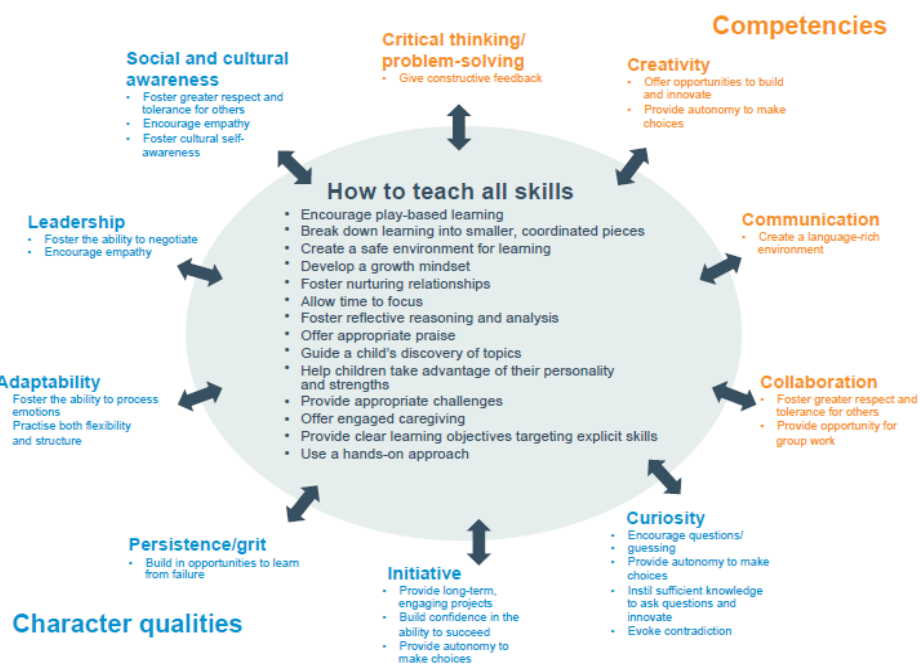 Competencies
Critical thinking/
problem-solving
• Give constructive feedback
Social and cultural
awareness
• Foster greater respect and
tolerance for others
• Encourage empathy
• Foster cultural self-
awareness
Creativity
• Offer opportunities to build
and innovate
• Provide autonomy to make
choices
How to teach all skills
• Encourage play-based learning
• Break down learning into smaller, coordinated pieces
• Create a safe environment for learning
• Develop a growth mindset
• Foster nurturing relationships
• Allow time to focus
• Foster reflective reasoning and analysis
• Offer appropriate praise
• Guide a child's discovery of topics
• Help children take advantage of their personality
and strengths
• Provide appropriate challenges
• Offer engaged caregiving
• Provide clear learning objectives targeting explicit skills
• Use a hands-on approach
Leadership
• Foster the ability to negotiate
• Encourage empathy
Communication
• Create a language-rich
environment
Adaptability
Foster the ability to process
emotions
Practise both flexibility
and structure
Collaboration
• Foster greater respect and
tolerance for others
• Provide opportunity for
group work
Persistence/grit
• Build in opportunities to learn
from failure
Initiative
• Provide long-term,
engaging projects
• Build confidence in the
ability to succeed
• Provide autonomy to
make choices
Curiosity
• Encourage questions/
• guessing
• Provide autonomy to make
choices
• Instil sufficient knowledge
to ask questions and
innovate
• Evoke contradiction
Character qualities